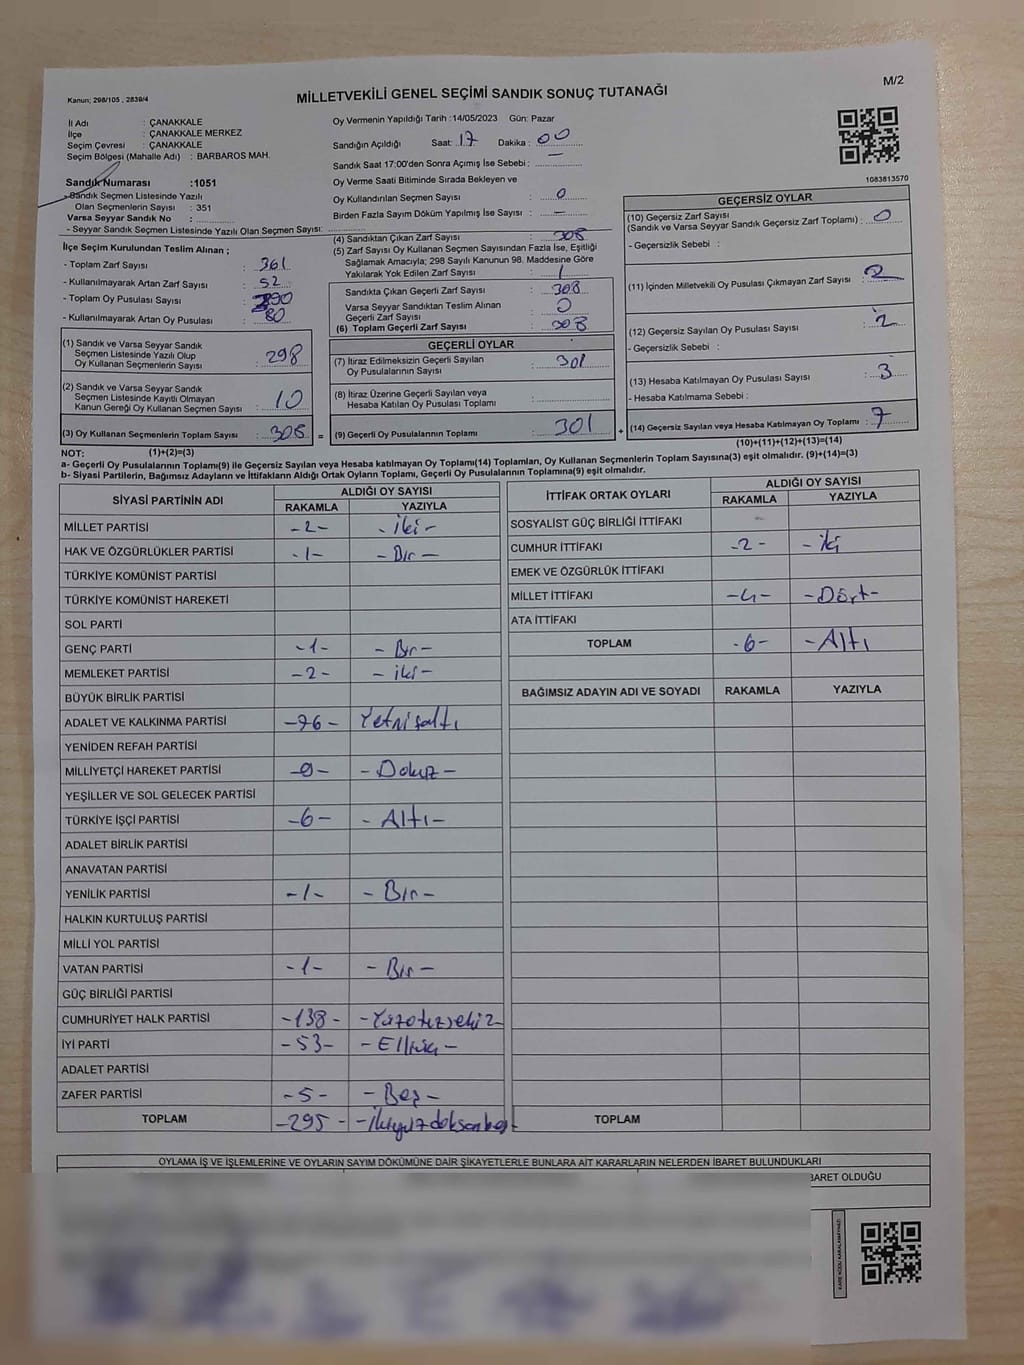 M/2
Kanun; 298/105 , 2839/4
MİLLETVEKİLİ GENEL SEÇİMİ SANDIK SONUÇ TUTANAĞI
İl Adı : ÇANAKKALE
İlçe : ÇANAKKALE MERKEZ
Seçim Çevresi : ÇANAKKALE
Seçim Bölgesi (Mahalle Adı) : BARBAROS MAH.
Sandık Numarası :1051
- Sandık Seçmen Listesinde Yazılı
Olan Seçmenlerin Sayısı : 351
Varsa Seyyar Sandık No :
- Seyyar Sandık Listesinde Yazılı Olan Seçmen Sayısı:
İlçe Seçim Kurulundan Teslim Alınan ;
- Toplam Zarf Sayısı : 361
- Kullanılmayarak Artan Zarf Sayısı : 52
- Toplam Oy Pusulası Sayısı :
- Kullanılmayarak Artan Oy Pusulası : 80
(1) Sandık ve Varsa Seyyar Sandık
Seçmen Listesinde Yazılı Olup
Oy Kullanan Seçmenlerin Sayısı : 298
(2) Sandık ve Varsa Seyyar Sandık
Seçmen Listesinde Kayıtlı Olmayan
Kanun Gereği Oy Kullanan Seçmen Sayısı : 10
(3) Oy Kullanan Seçmenlerin Toplam Sayısı : 308 =
Oy Vermenin Yapıldığı Tarih :14/05/2023 Gün: Pazar
Sandığın Açıldığı Saat: 17 Dakika : 00
Sandık Saat 17:00'den Sonra Açımış İse Sebebi : —
Oy Verme Saati Bitiminde Sırada Bekleyen ve
Oy Kullandırılan Seçmen Sayısı : 0
Birden Fazla Sayım Döküm Yapılmış İse Sayısı : —
(4) Sandıktan Çıkan Zarf Sayısı : 308
(5) Zarf Sayısı Oy Kullanan Seçmen Sayısından Fazla İse, Eşitliği
Sağlamak Amacıyla; 298 Sayılı Kanunun 98. Maddesine Göre
Yakılarak Yok Edilen Zarf Sayısı : 1
Sandıkta Çıkan Geçerli Zarf Sayısı : 308
Varsa Seyyar Sandıktan Teslim Alınan
Geçerli Zarf Sayısı : 0
(6) Toplam Geçerli Zarf Sayısı : 308
GEÇERLİ OYLAR
(7) İtiraz Edilmeksizin Geçerli Sayılan
Oy Pusulalarının Sayısı : 301
(8) İtiraz Üzerine Geçerli Sayılan veya
Hesaba Katılan Oy Pusulası Toplamı :
(9) Geçerli Oy Pusulalarının Toplamı : 301 +
1083813570
GEÇERSİZ OYLAR
(10) Geçersiz Zarf Sayısı
(Sandık ve Varsa Seyyar Sandık Geçersiz Zarf Toplamı) : 0
- Geçersizlik Sebebi :
(11) İçinden Milletvekili Oy Pusulası Çıkmayan Zarf Sayısı : 2
(12) Geçersiz Sayılan Oy Pusulası Sayısı : 2
- Geçersizlik Sebebi :
(13) Hesaba Katılmayan Oy Pusulası Sayısı : 3
- Hesaba Katılmama Sebebi :
(14) Geçersiz Sayılan veya Hesaba Katılmayan Oy Toplamı : 7
NOT: (1)+(2)=(3) (10)+(11)+(12)+(13)=(14)
a- Geçerli Oy Pusulalarının Toplamı(9) ile Geçersiz Sayılan veya Hesaba katılmayan Oy Toplamı(14) Toplamları, Oy Kullanan Seçmenlerin Toplam Sayısına(3) eşit olmalıdır. (9)+(14)=(3)
b- Siyasi Partilerin, Bağımsız Adayların ve İttifakların Aldığı Ortak Oyların Toplamı, Geçerli Oy Pusulalarının Toplamına(9) eşit olmalıdır.
SİYASİ PARTİNİN ADI ALDIĞI OY SAYISI
RAKAMLA YAZIYLA
MİLLET PARTİSİ -2- - iki -
HAK VE ÖZGÜRLÜKLER PARTİSİ -1- - Bir -
TÜRKİYE KOMÜNİST PARTİSİ
TÜRKİYE KOMÜNİST HAREKETİ
SOL PARTİ
GENÇ PARTİ -1- - Bir -
MEMLEKET PARTİSİ -2- - iki -
BÜYÜK BİRLİK PARTİSİ
ADALET VE KALKINMA PARTİSİ -76- Yetmişaltı
YENİDEN REFAH PARTİSİ
MİLLİYETÇİ HAREKET PARTİSİ -9- - Dokuz -
YEŞİLLER VE SOL GELECEK PARTİSİ
TÜRKİYE İŞÇİ PARTİSİ -6- - Altı -
ADALET BİRLİK PARTİSİ
ANAVATAN PARTİSİ
YENİLİK PARTİSİ -1- - Bir -
HALKIN KURTULUŞ PARTİSİ
MİLLİ YOL PARTİSİ
VATAN PARTİSİ -1- - Bir -
GÜÇ BİRLİĞİ PARTİSİ
CUMHURİYET HALK PARTİSİ -138- - Yüzotuzsekiz -
İYİ PARTİ -53- - Elliüç -
ADALET PARTİSİ
ZAFER PARTİSİ -5- - Beş -
TOPLAM -295- - ikiyüzdoksanbeş -
İTTİFAK ORTAK OYLARI ALDIĞI OY SAYISI
RAKAMLA YAZIYLA
SOSYALİST GÜÇ BİRLİĞİ İTTİFAKI -
CUMHUR İTTİFAKI -2- - iki
EMEK VE ÖZGÜRLÜK İTTİFAKI
MİLLET İTTİFAKI -4- - Dört -
ATA İTTİFAKI
TOPLAM -6- - Altı
BAĞIMSIZ ADAYIN ADI VE SOYADI RAKAMLA YAZIYLA
TOPLAM
OYLAMA İŞ VE İŞLEMLERİNE VE OYLARIN SAYIM DÖKÜMÜNE DAİR ŞİKAYETLERLE BUNLARA AİT KARARLARIN NELERDEN İBARET BULUNDUKLARI
BARET OLDUĞU
KARE KODU KARALAMAYINIZ!